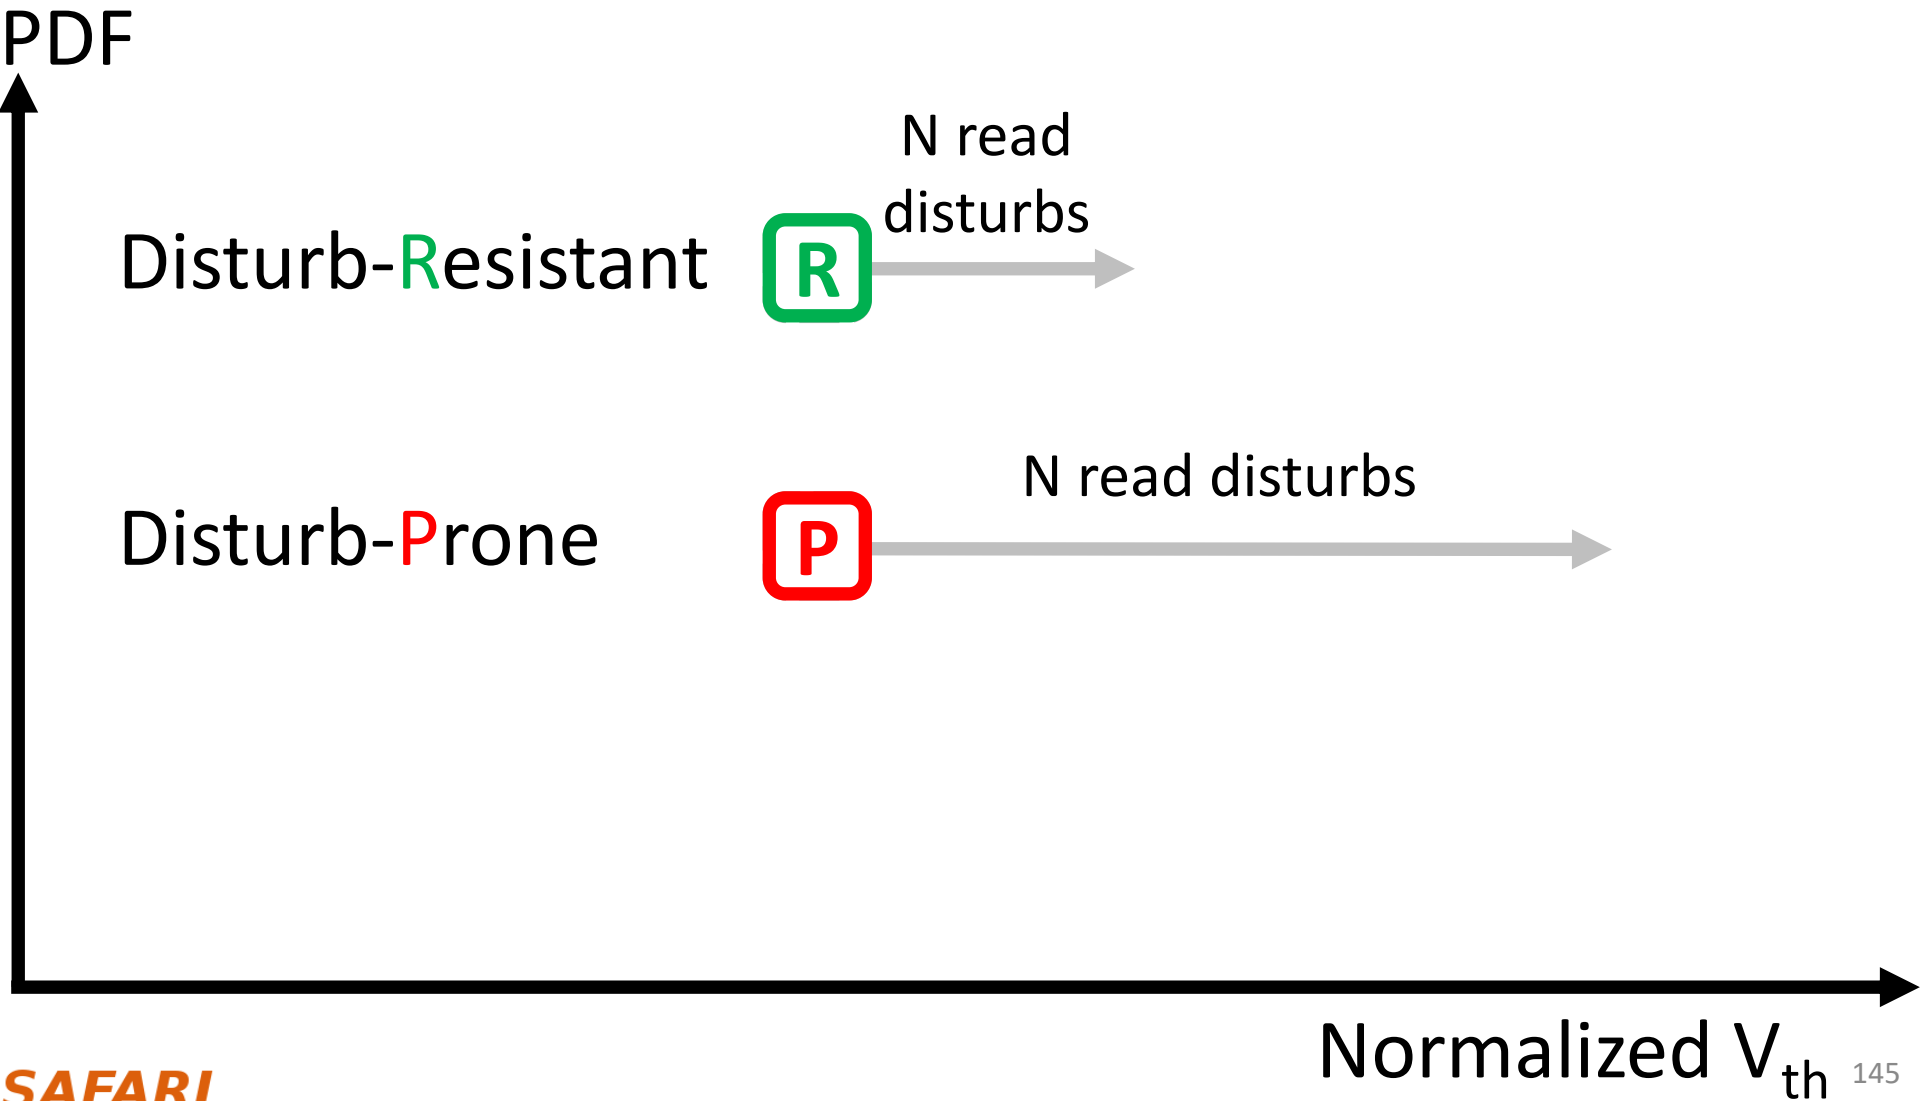 PDF
N read
disturbs
Disturb-Resistant R
N read disturbs
Disturb-Prone P
Normalized Vth
145
SAFARI